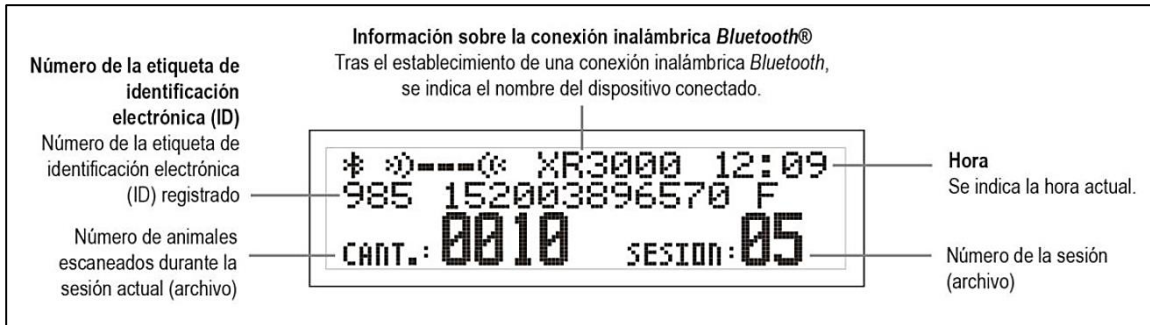 Información sobre la conexión inalámbrica Bluetooth®
Tras el establecimiento de una conexión inalámbrica Bluetooth,
se indica el nombre del dispositivo conectado.
Número de la etiqueta de
identificación
electrónica (ID)
Número de la etiqueta de
identificación electrónica
(ID) registrado
Número de animales
escaneados durante la
sesión actual (archivo)
XR3000 12:09
985 152003896570 F
CANT.: 0010 SESION: 05
Hora
Se indica la hora actual.
Número de la sesión
(archivo)